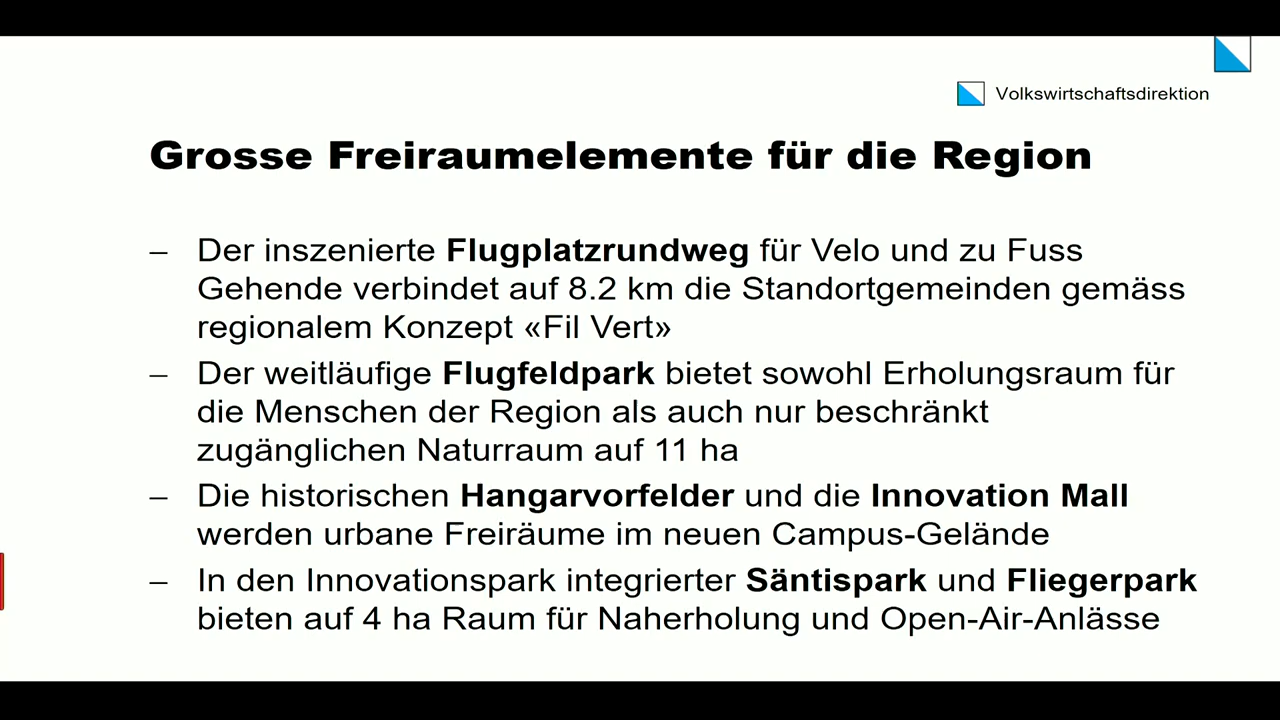 Volkswirtschaftsdirektion
Grosse Freiraumelemente für die Region
– Der inszenierte Flugplatzrundweg für Velo und zu Fuss
Gehende verbindet auf 8.2 km die Standortgemeinden gemäss
regionalem Konzept «Fil Vert»
– Der weitläufige Flugfeldpark bietet sowohl Erholungsraum für
die Menschen der Region als auch nur beschränkt
zugänglichen Naturraum auf 11 ha
– Die historischen Hangarvorfelder und die Innovation Mall
werden urbane Freiräume im neuen Campus-Gelände
– In den Innovationspark integrierter Säntispark und Fliegerpark
bieten auf 4 ha Raum für Naherholung und Open-Air-Anlässe